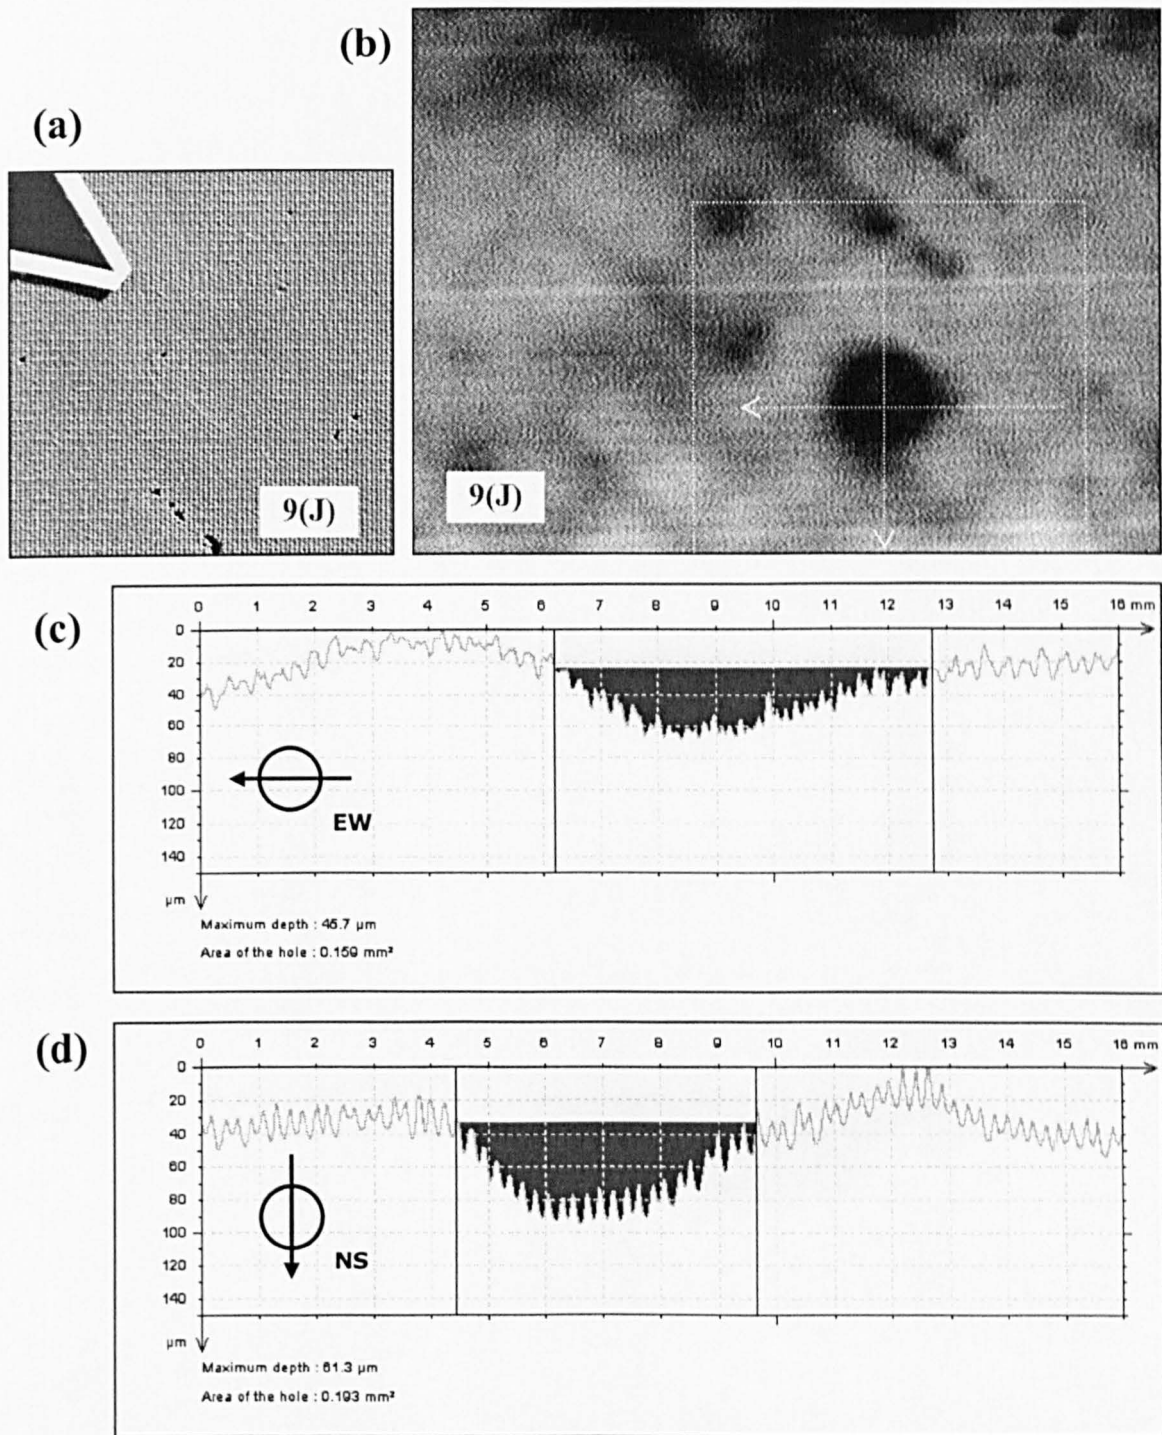 (b)
(a)
9(J)
9(J)
(c)
0 1 2 3 4 5 6 7 8 9 10 11 12 13 14 15 16 mm
0
20
40
60
80
100
120
140
µm
EW
Maximum depth : 45.7 µm
Area of the hole : 0.159 mm²
(d)
0 1 2 3 4 5 6 7 8 9 10 11 12 13 14 15 16 mm
0
20
40
60
80
100
120
140
µm
NS
Maximum depth : 61.3 µm
Area of the hole : 0.193 mm²